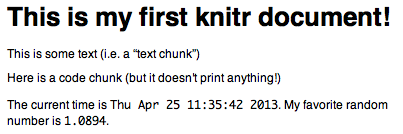 This is my first knitr document!
This is some text (i.e. a “text chunk”)
Here is a code chunk (but it doesn't print anything!)
The current time is Thu Apr 25 11:35:42 2013. My favorite random
number is 1.0894.